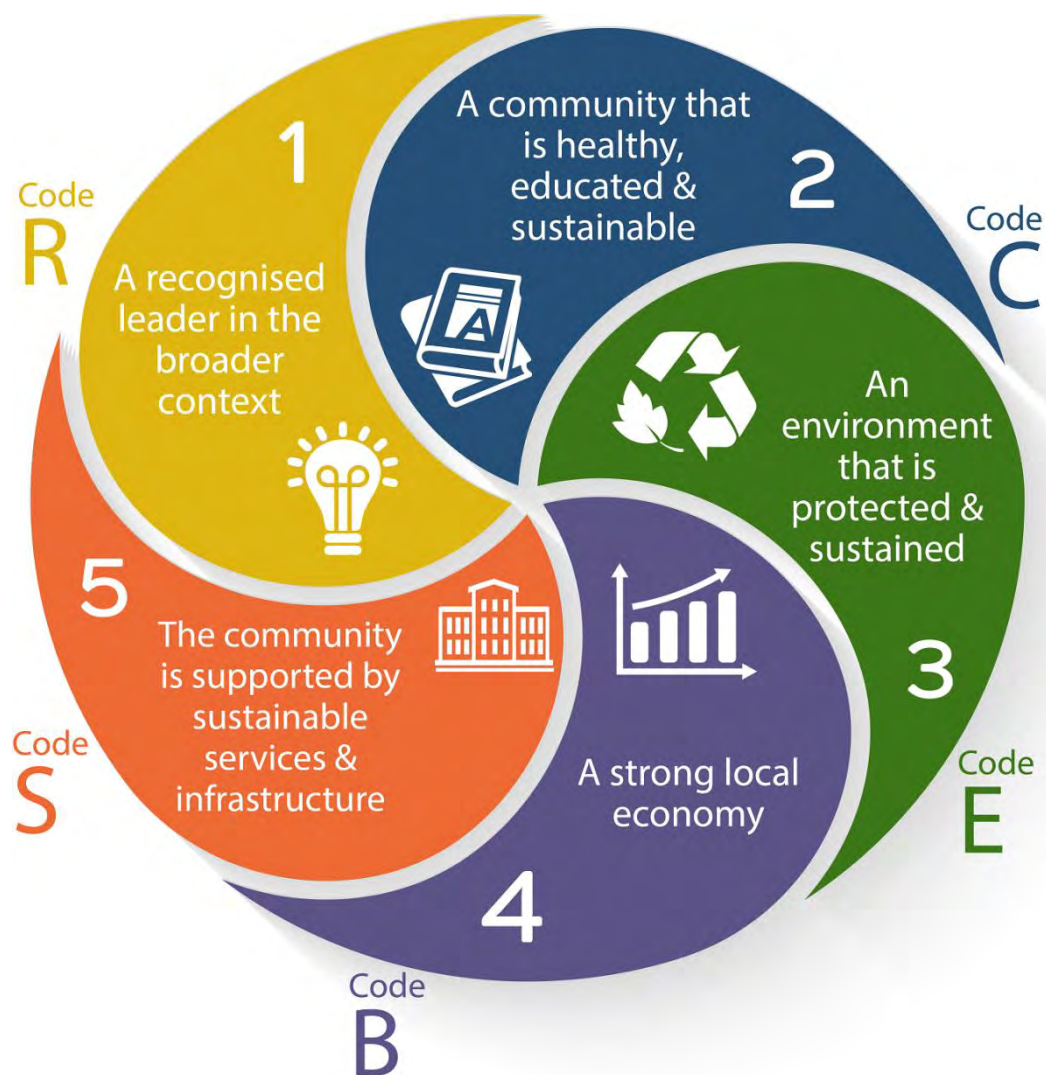 Code
R
1
A recognised
leader in the
broader
context
A community that
is healthy,
educated &
sustainable
2
Code
C
A
An
environment
that is
protected &
sustained
3
Code
E
A strong local
economy
4
Code
B
5
The community
is supported by
sustainable
services &
infrastructure
Code
S